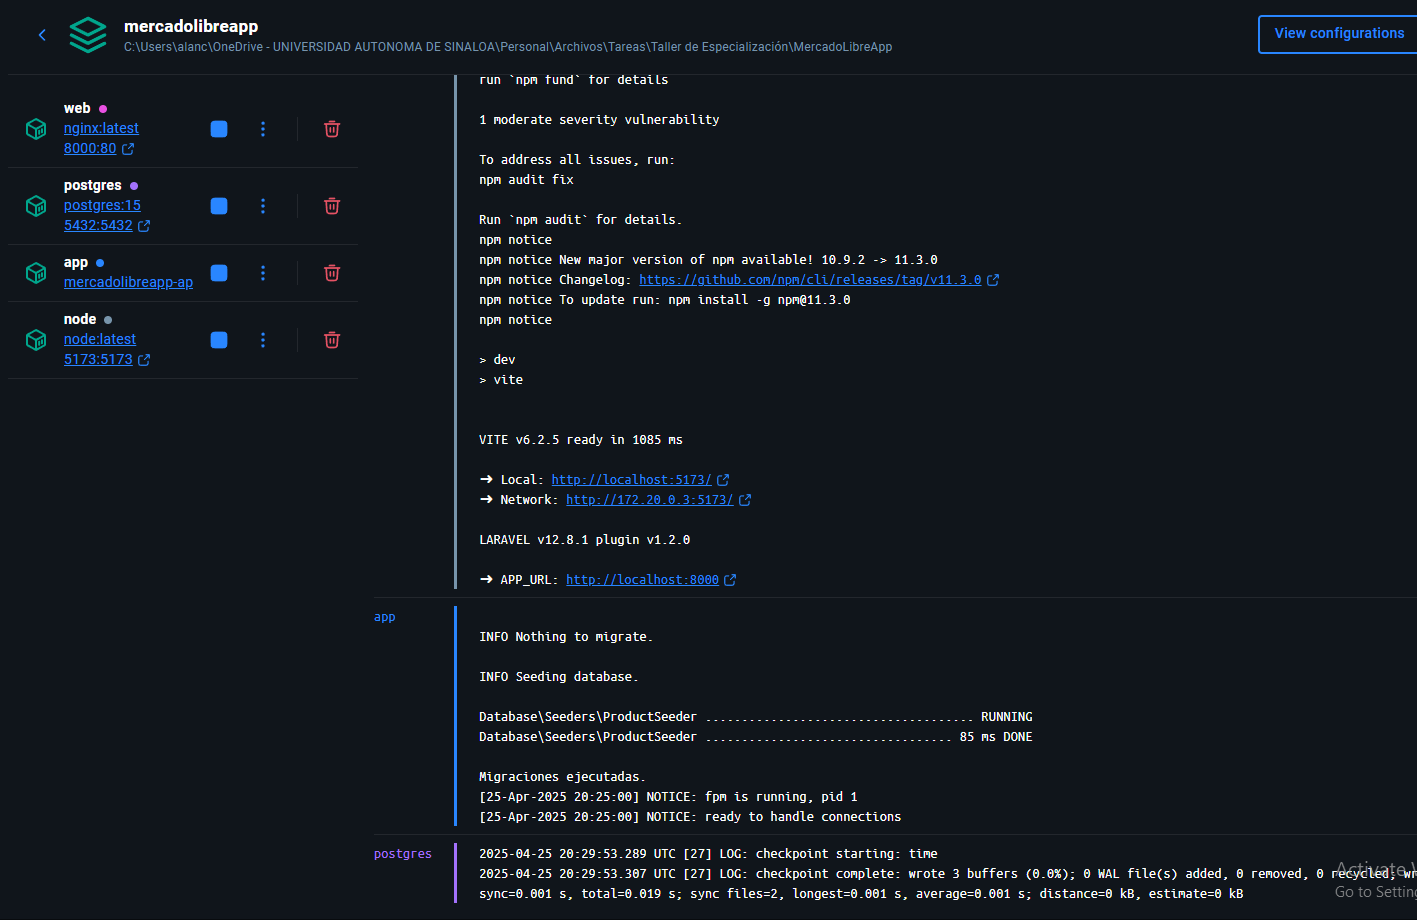 mercadolibreapp
C:\Users\alanc\OneDrive - UNIVERSIDAD AUTONOMA DE SINALOA\Personal\Archivos\Tareas\Taller de Especialización\MercadoLibreApp
View configurations
web
nginx:latest
8000:80
postgres
postgres:15
5432:5432
app
mercadolibreapp-ap
node
node:latest
5173:5173
run `npm fund` for details
1 moderate severity vulnerability
To address all issues, run:
npm audit fix
Run `npm audit` for details.
npm notice
npm notice New major version of npm available! 10.9.2 -> 11.3.0
npm notice Changelog: https://github.com/npm/cli/releases/tag/v11.3.0
npm notice To update run: npm install -g npm@11.3.0
npm notice
> dev
> vite
VITE v6.2.5 ready in 1085 ms
➜ Local: http://localhost:5173/
➜ Network: http://172.20.0.3:5173/
LARAVEL v12.8.1 plugin v1.2.0
➜ APP_URL: http://localhost:8000
app
INFO Nothing to migrate.
INFO Seeding database.
Database\Seeders\ProductSeeder ..................................... RUNNING
Database\Seeders\ProductSeeder .................................. 85 ms DONE
Migraciones ejecutadas.
[25-Apr-2025 20:25:00] NOTICE: fpm is running, pid 1
[25-Apr-2025 20:25:00] NOTICE: ready to handle connections
postgres
2025-04-25 20:29:53.289 UTC [27] LOG: checkpoint starting: time
2025-04-25 20:29:53.307 UTC [27] LOG: checkpoint complete: wrote 3 buffers (0.0%); 0 WAL file(s) added, 0 removed, 0 recycled; wr
sync=0.001 s, total=0.019 s; sync files=2, longest=0.001 s, average=0.001 s; distance=0 kB, estimate=0 kB
Activate
Go to Settin